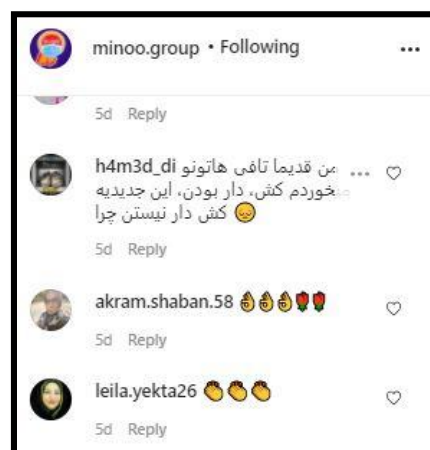 minoo.group • Following
5d Reply
h4m3d_di من قدیما تافی هاتونو
میخوردم کش، دار بودن، این جدیدیه
کش دار نیستن چرا 😔
5d Reply
akram.shaban.58 👌👌👌🌹🌹
5d Reply
leila.yekta26 👏👏👏
5d Reply